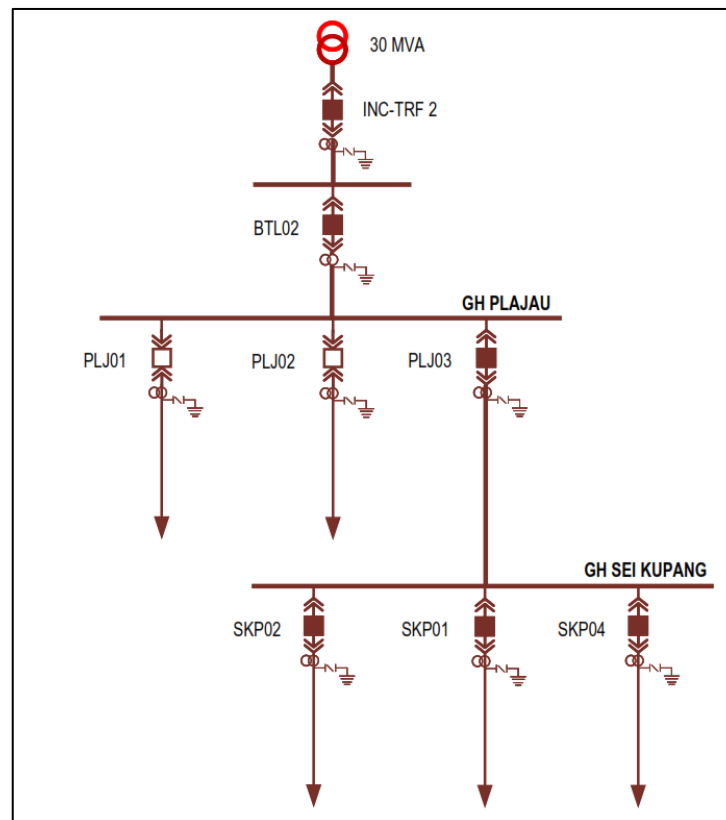 30 MVA
INC-TRF 2
BTL02
GH PLAJAU
PLJ01
PLJ02
PLJ03
GH SEI KUPANG
SKP02
SKP01
SKP04